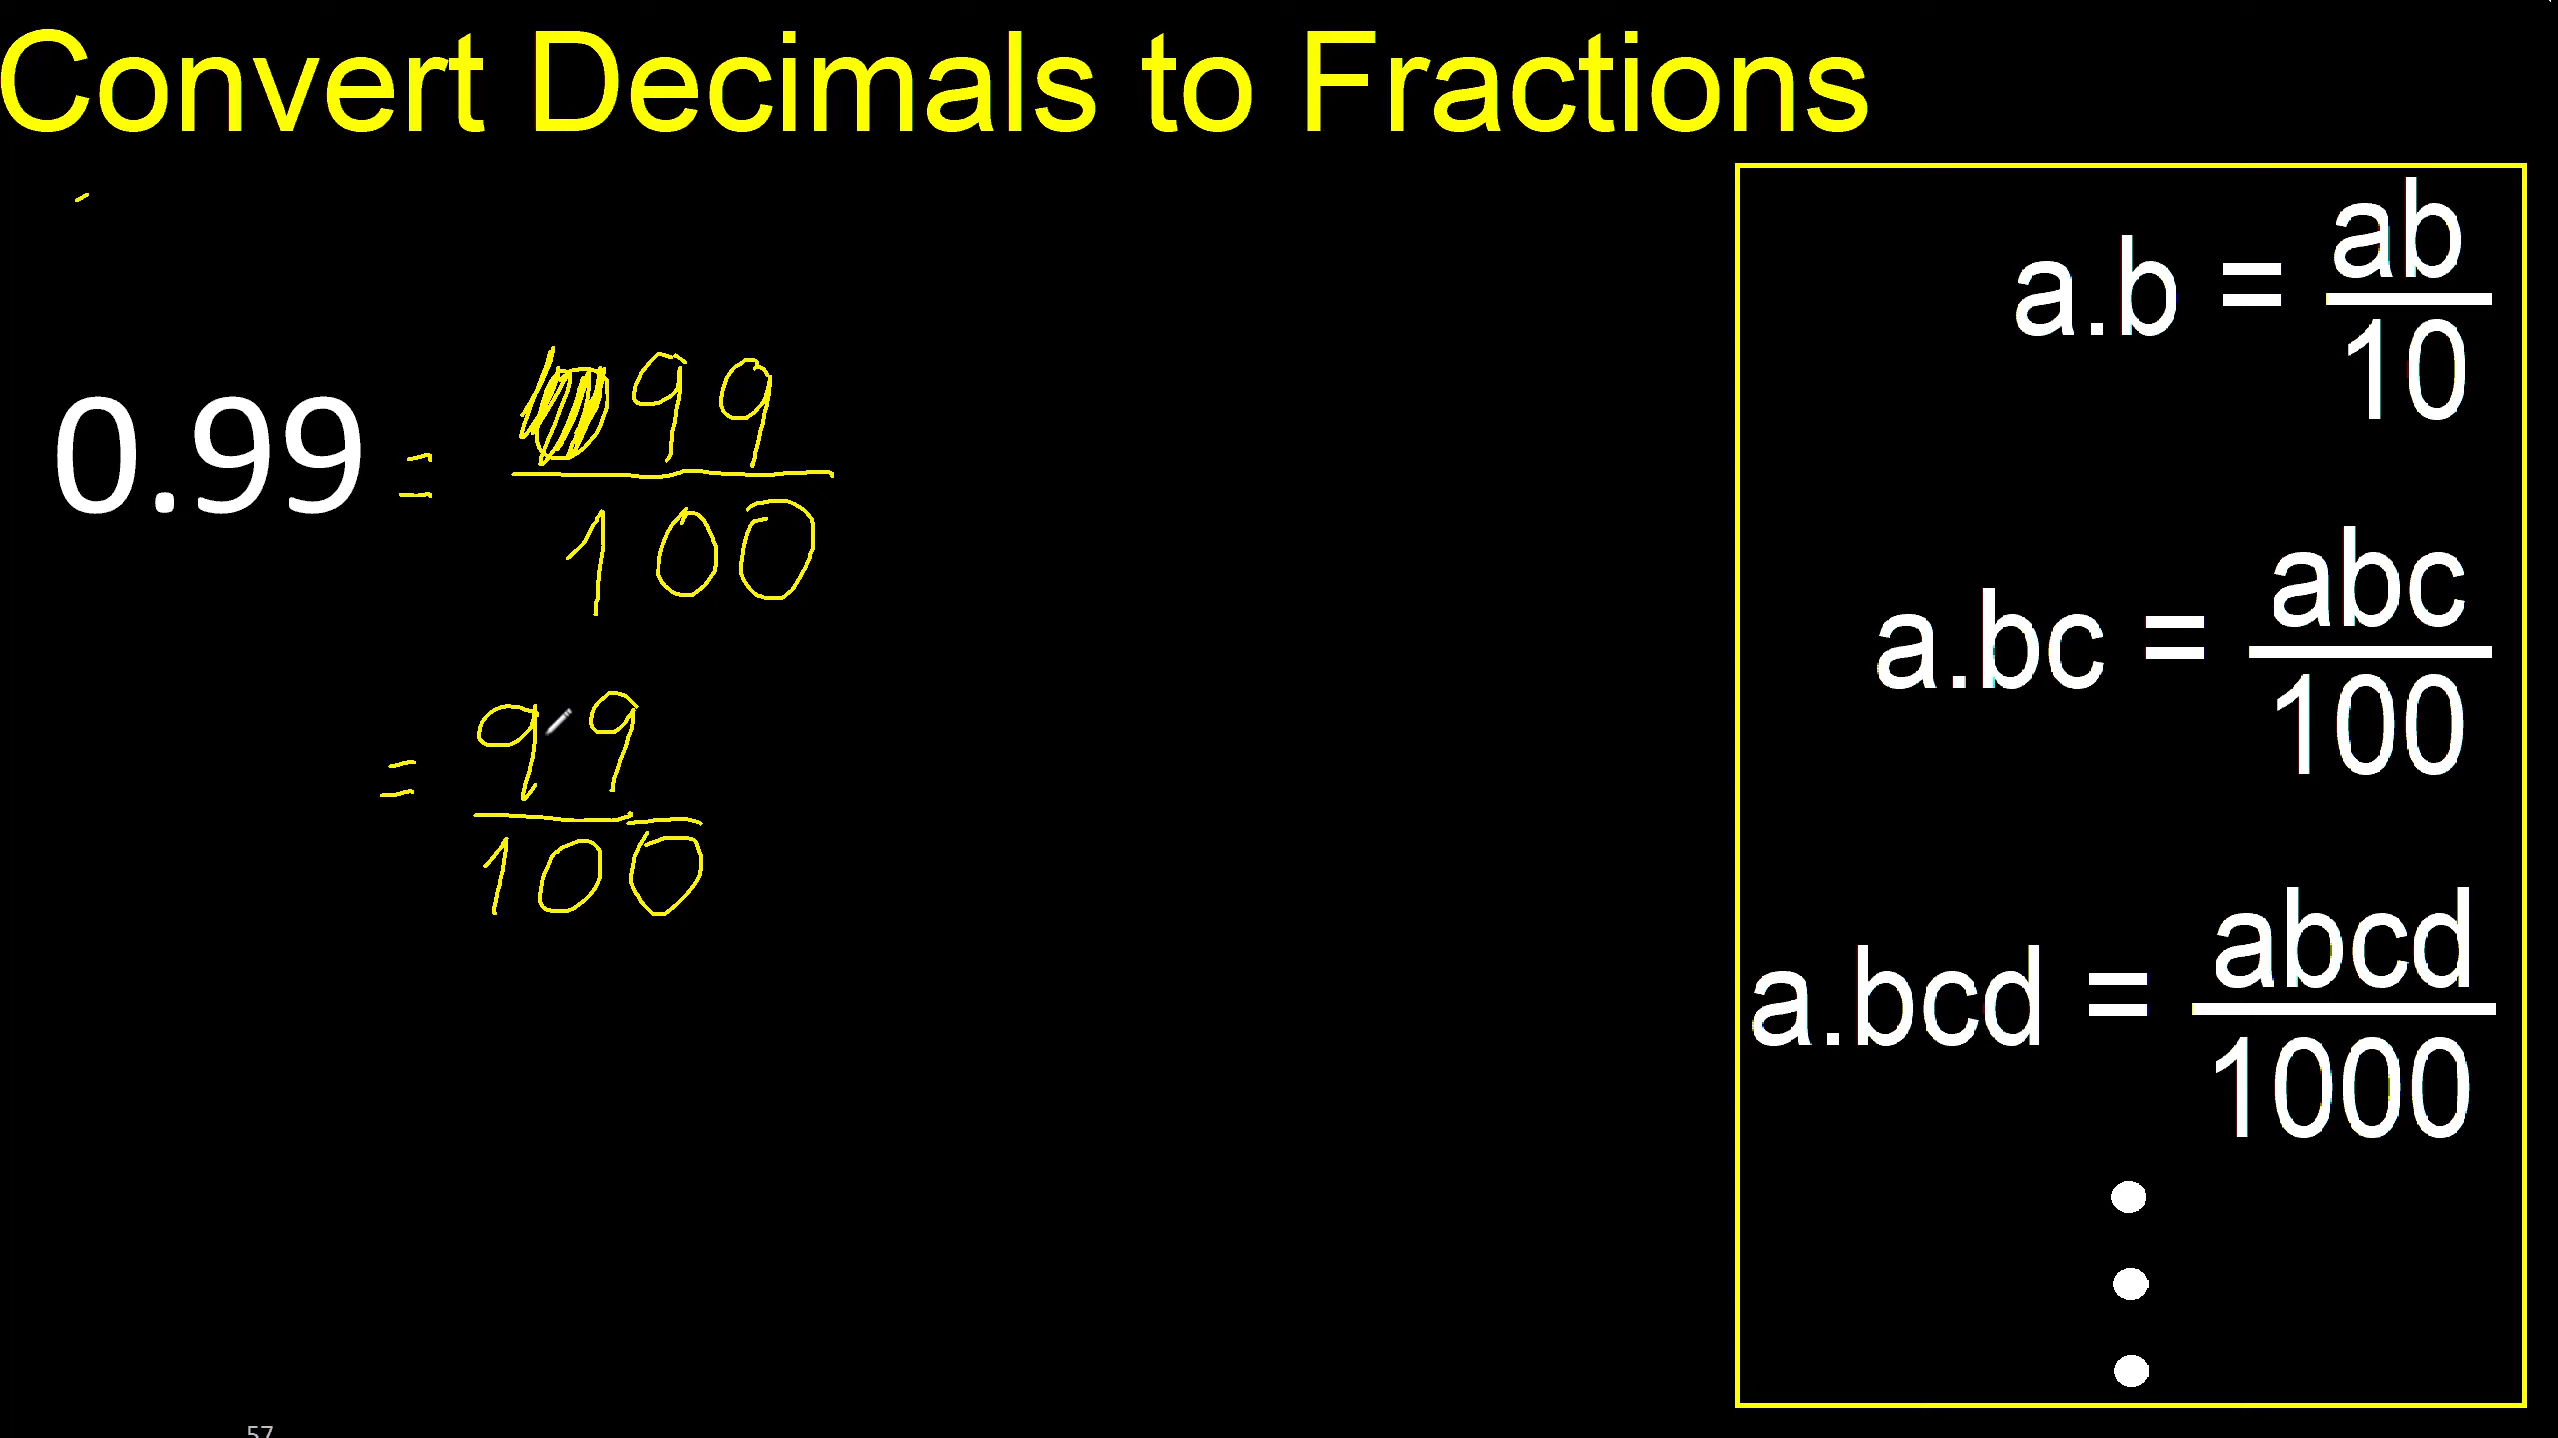 Convert Decimals to Fractions
0.99 = 99
100
= 99
100
a.b = ab
10
a.bc = abc
100
a.bcd = abcd
1000
57